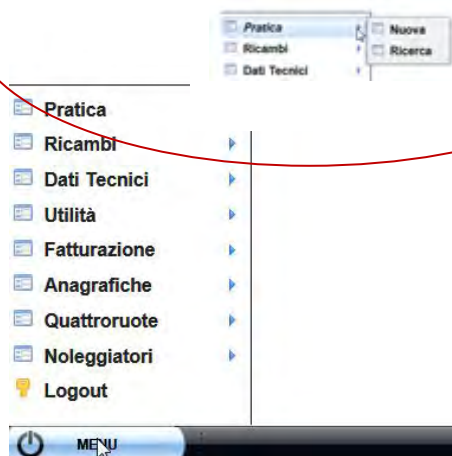 Pratica
Nuova
Ricambi
Ricerca
Dati Tecnici
Pratica
Ricambi
Dati Tecnici
Utilità
Fatturazione
Anagrafiche
Quattroruote
Noleggiatori
Logout
MENU